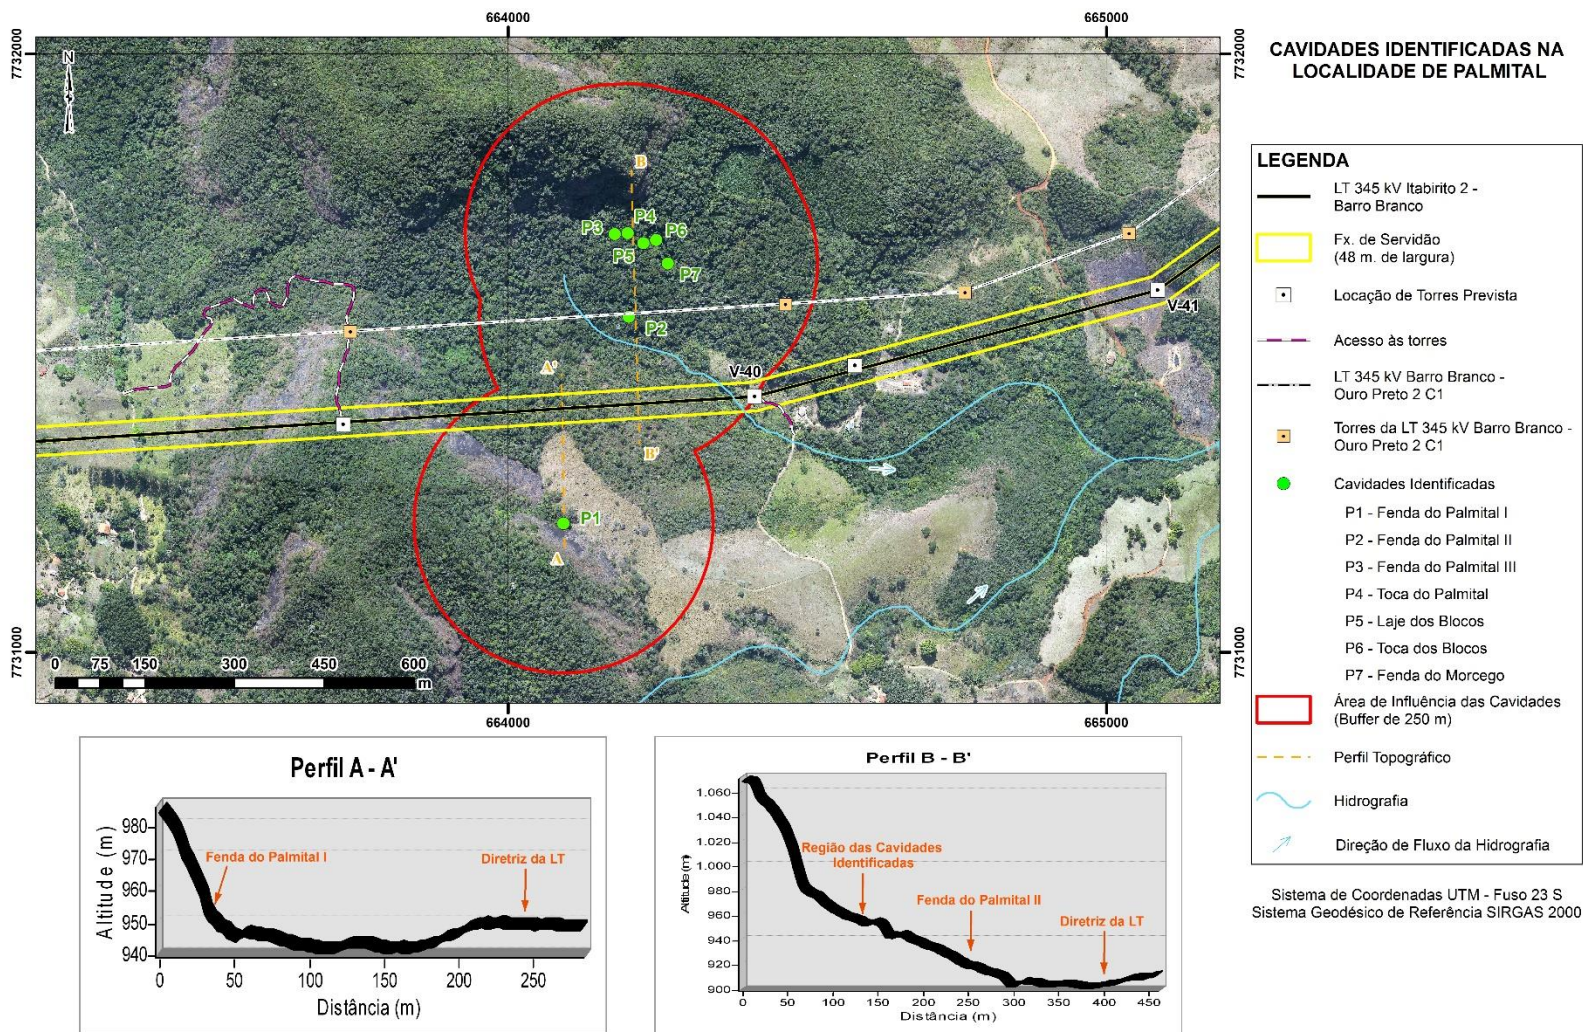 664000
665000
7732000
7732000
N
B
P3
P4
P6
P5
P7
P2
V-41
V-40
A'
B'
P1
A
7731000
7731000
0 75 150 300 450 600
m
664000
665000
CAVIDADES IDENTIFICADAS NA
LOCALIDADE DE PALMITAL
LEGENDA
LT 345 kV Itabirito 2 -
Barro Branco
Fx. de Servidão
(48 m. de largura)
Locação de Torres Prevista
Acesso às torres
LT 345 kV Barro Branco -
Ouro Preto 2 C1
Torres da LT 345 kV Barro Branco -
Ouro Preto 2 C1
Cavidades Identificadas
P1 - Fenda do Palmital I
P2 - Fenda do Palmital II
P3 - Fenda do Palmital III
P4 - Toca do Palmital
P5 - Laje dos Blocos
P6 - Toca dos Blocos
P7 - Fenda do Morcego
Área de Influência das Cavidades
(Buffer de 250 m)
Perfil Topográfico
Hidrografia
Direção de Fluxo da Hidrografia
Sistema de Coordenadas UTM - Fuso 23 S
Sistema Geodésico de Referência SIRGAS 2000
Perfil A - A'
Altitude (m)
980
970
960
950
940
Fenda do Palmital I
Diretriz da LT
0 50 100 150 200 250
Distância (m)
Perfil B - B'
Altitude (m)
1.060
1.040
1.020
1.000
980
960
940
920
900
Região das Cavidades
Identificadas
Fenda do Palmital II
Diretriz da LT
0 50 100 150 200 250 300 350 400 450
Distância (m)